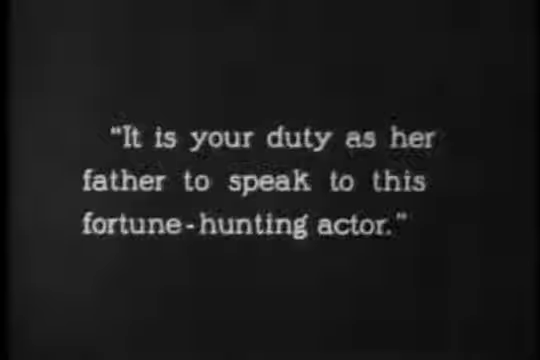 "It is your duty as her
father to speak to this
fortune-hunting actor."